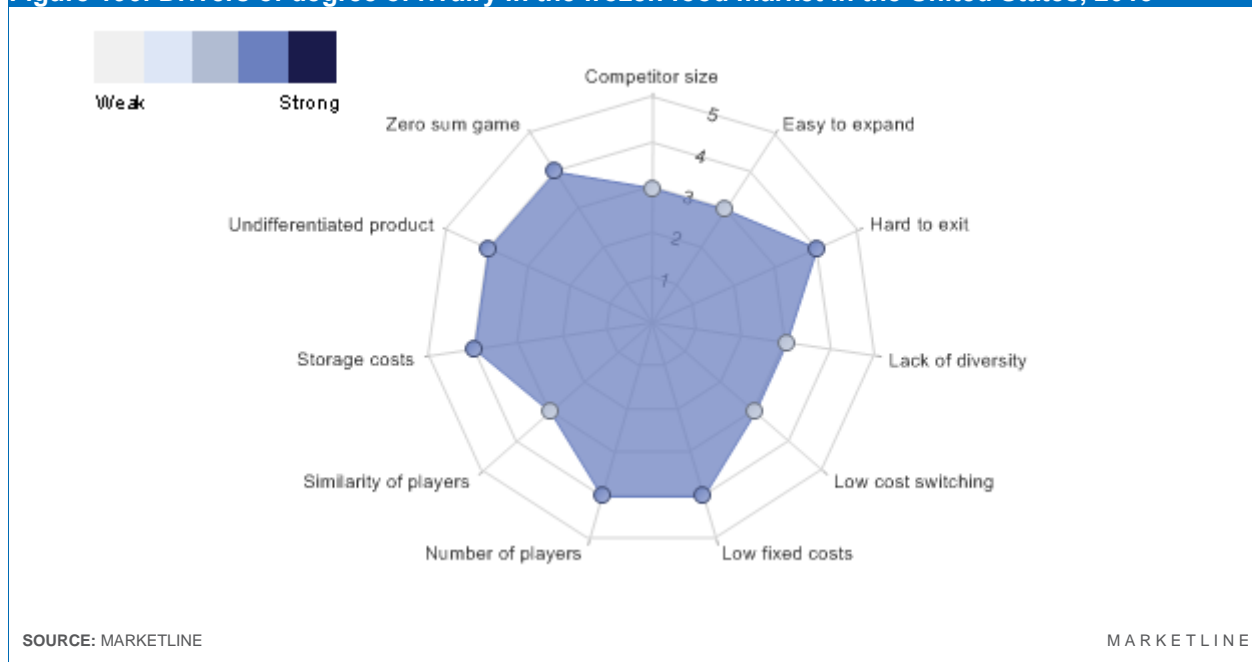 Weak Strong
Competitor size
Zero sum game
Easy to expand
Undifferentiated product
Hard to exit
Storage costs
Lack of diversity
Similarity of players
Low cost switching
Number of players
Low fixed costs
5
4
3
2
1
SOURCE: MARKETLINE
MARKETLINE